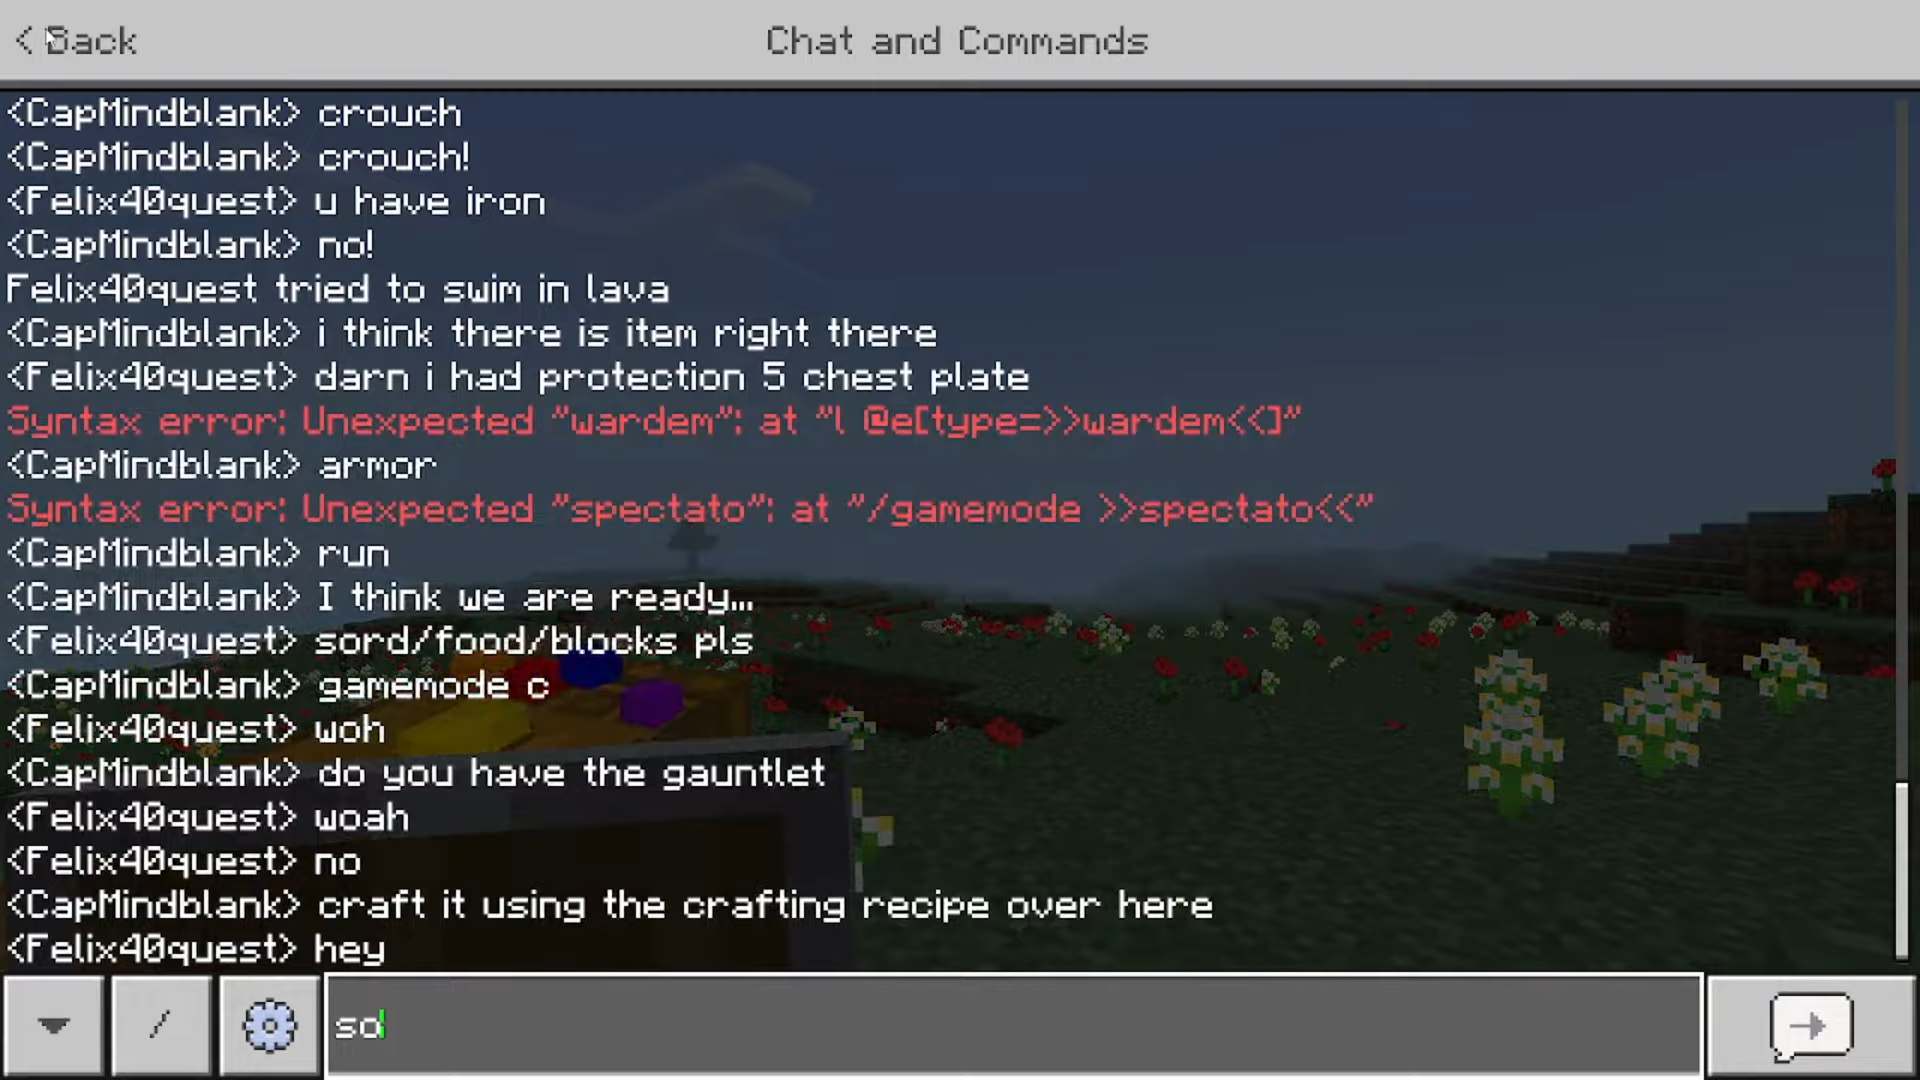 < Back
Chat and Commands
<CapMindblank> crouch
<CapMindblank> crouch!
<Felix40quest> u have iron
<CapMindblank> no!
Felix40quest tried to swim in lava
<CapMindblank> i think there is item right there
<Felix40quest> darn i had protection 5 chest plate
Syntax error: Unexpected "wardem": at "l @e[type=>>wardem<<]"
<CapMindblank> armor
Syntax error: Unexpected "spectato": at "/gamemode >>spectato<<"
<CapMindblank> run
<CapMindblank> I think we are ready...
<Felix40quest> sord/food/blocks pls
<CapMindblank> gamemode c
<Felix40quest> woh
<CapMindblank> do you have the gauntlet
<Felix40quest> woah
<Felix40quest> no
<CapMindblank> craft it using the crafting recipe over here
<Felix40quest> hey
/
so